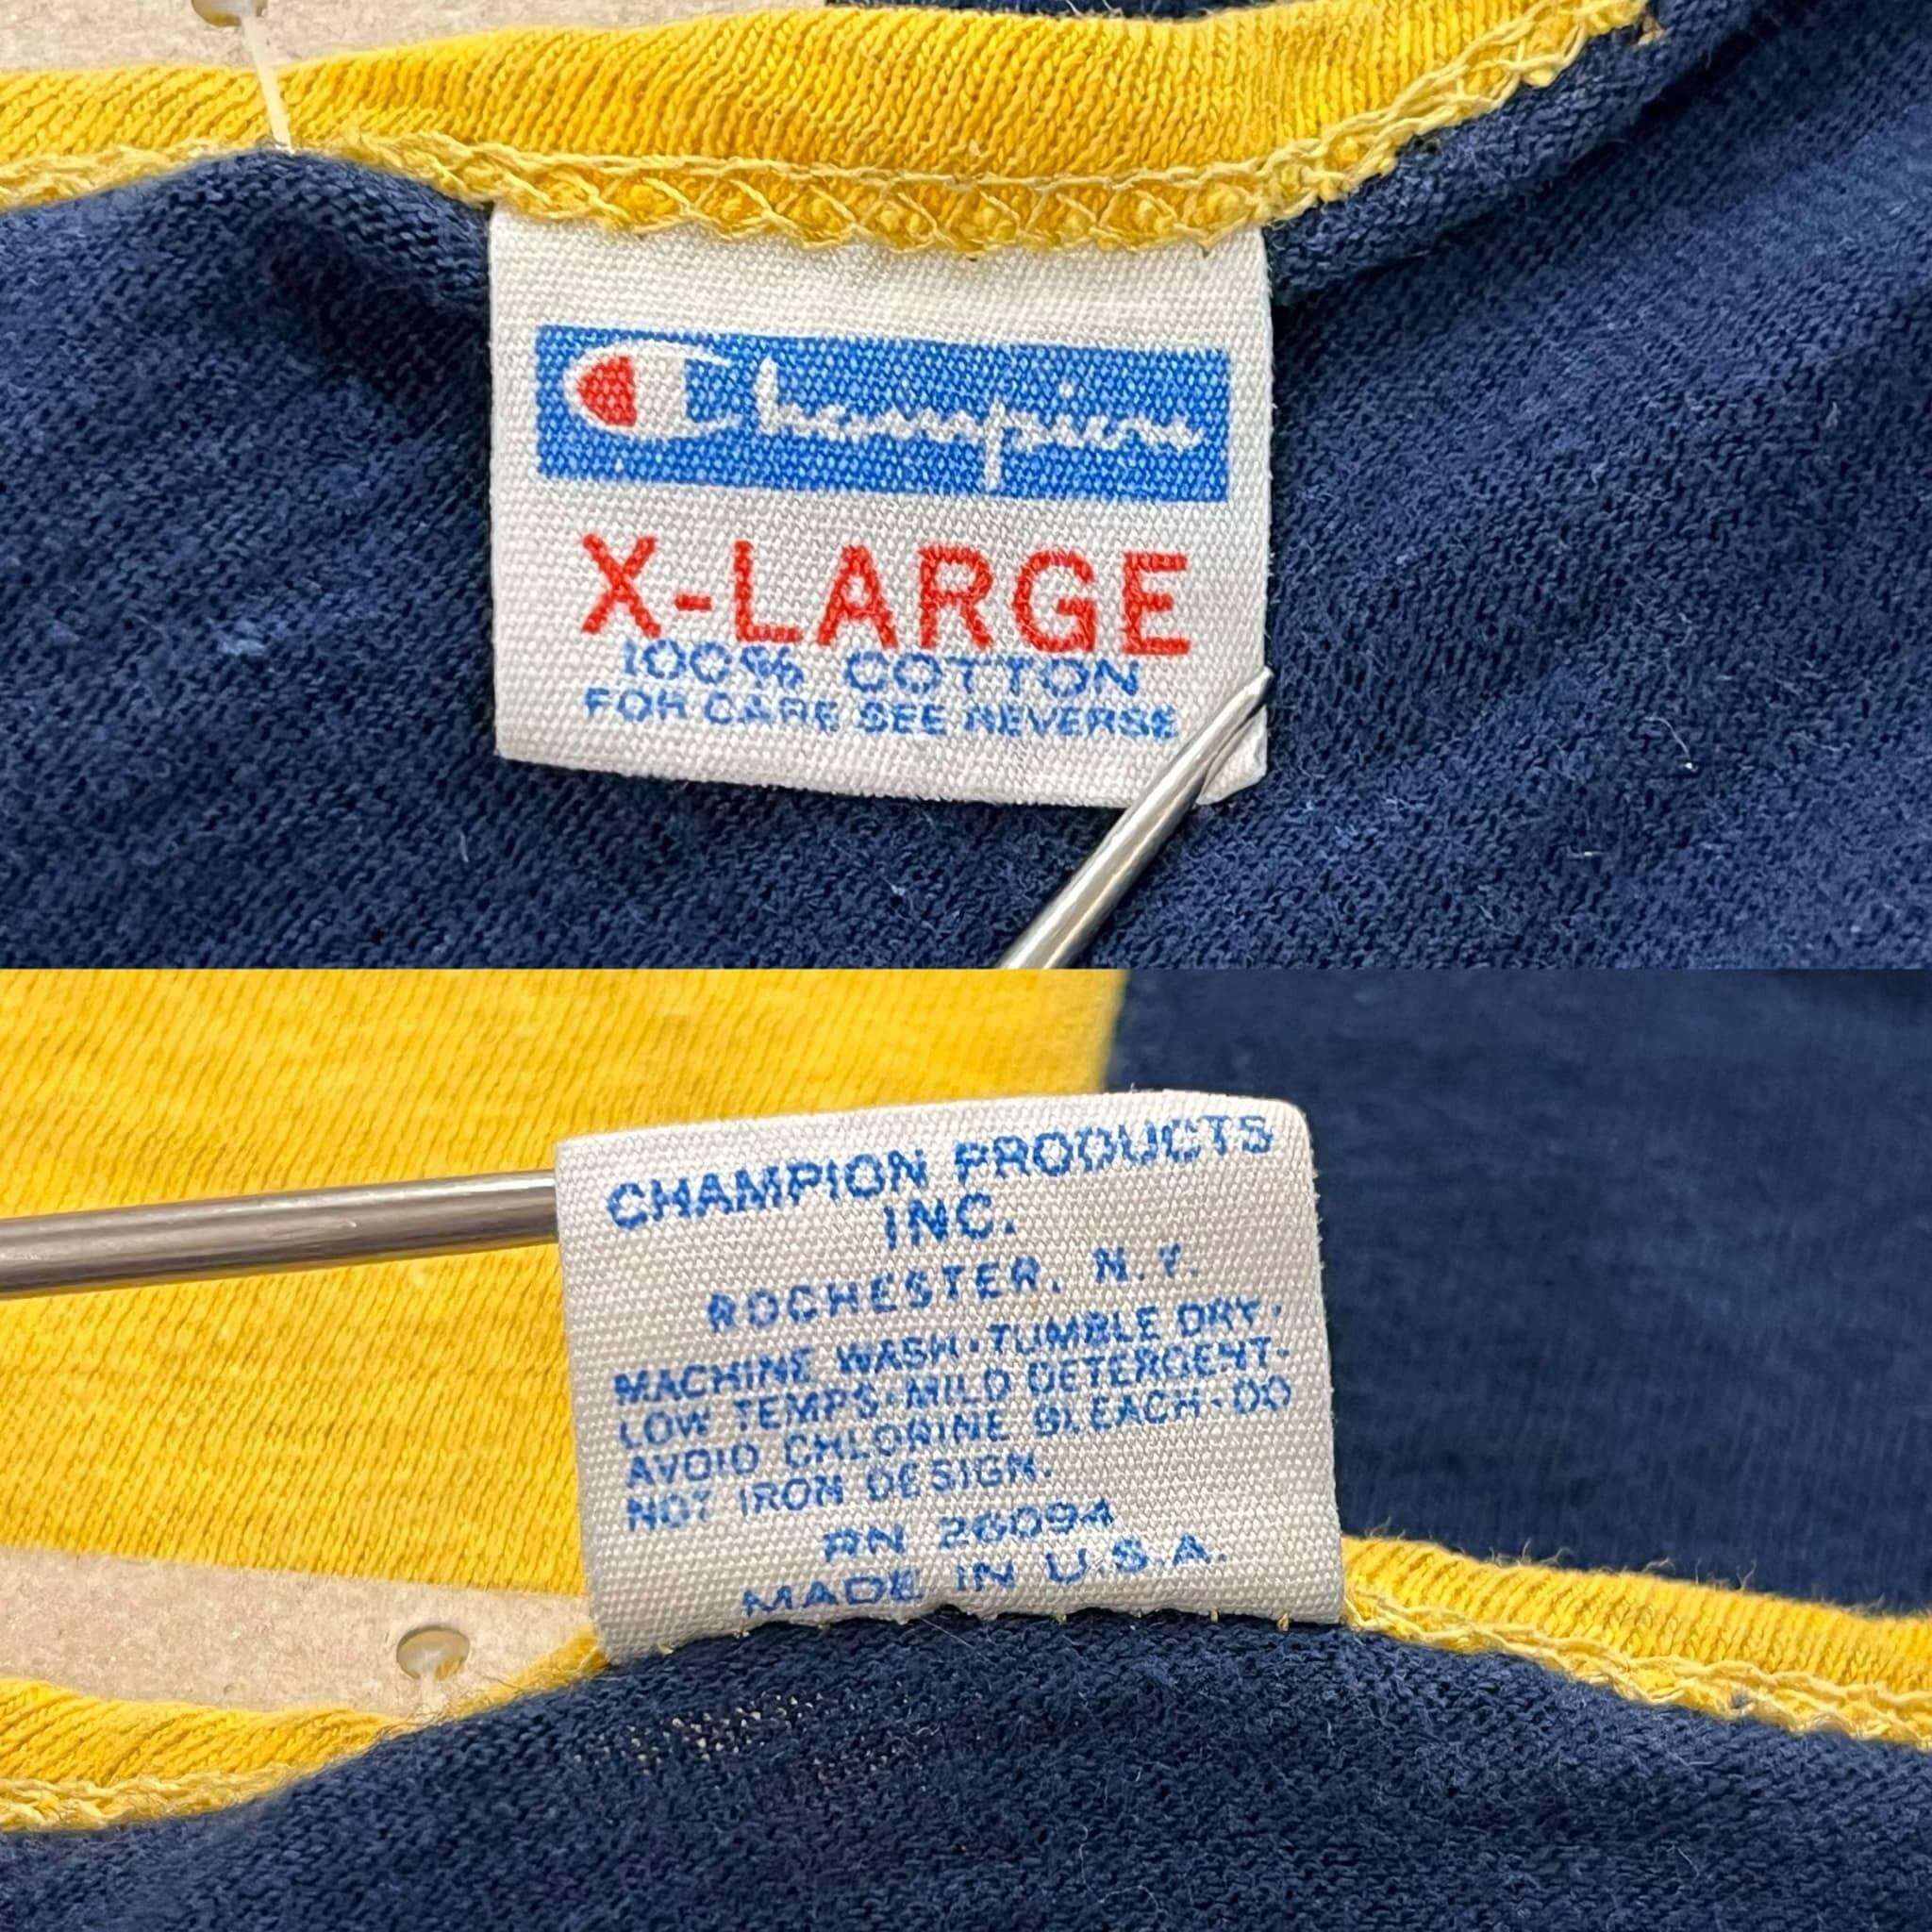 Champion
X-LARGE
100% COTTON
FOR CARE SEE REVERSE
CHAMPION PRODUCTS
INC.
ROCHESTER, N.Y.
MACHINE WASH·TUMBLE DRY·
LOW TEMPS·MILD DETERGENT·
AVOID CHLORINE BLEACH·DO
NOT IRON DESIGN.
RN 26094
MADE IN U.S.A.